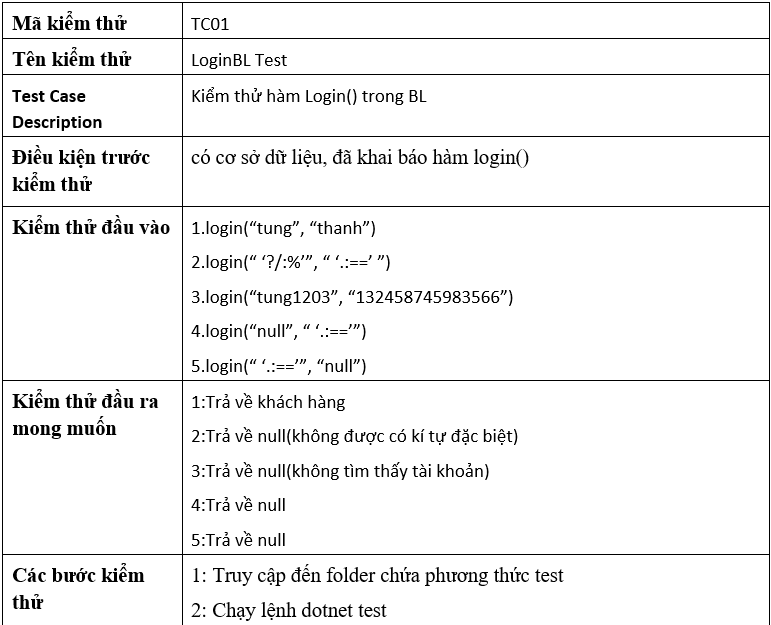 Mã kiểm thử
TC01
Tên kiểm thử
LoginBL Test
Test Case
Description
Kiểm thử hàm Login() trong BL
Điều kiện trước
kiểm thử
có cơ sở dữ liệu, đã khai báo hàm login()
Kiểm thử đầu vào
1.login(“tung”, “thanh”)
2.login(“ ‘?/:%’”, “ ‘.:==’ ”)
3.login(“tung1203”, “132458745983566”)
4.login(“null”, “ ‘.:==’”)
5.login(“ ‘.:==’”, “null”)
Kiểm thử đầu ra
mong muốn
1:Trả về khách hàng
2:Trả về null(không được có kí tự đặc biệt)
3:Trả về null(không tìm thấy tài khoản)
4:Trả về null
5:Trả về null
Các bước kiểm
thử
1: Truy cập đến folder chứa phương thức test
2: Chạy lệnh dotnet test